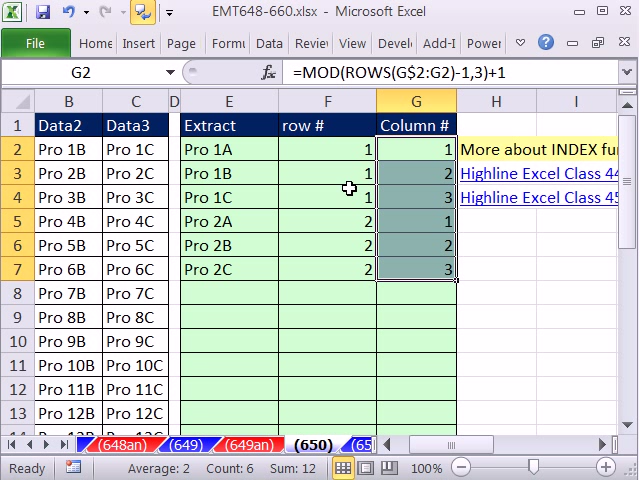 EMT648-660.xlsx - Microsoft Excel
File Home Insert Page Form View Devel Add-I Power
G2 fx =MOD(ROWS(G$2:G2)-1,3)+1
B C D E F G H I
1 Data2 Data3 Extract row # Column #
2 Pro 1B Pro 1C Pro 1A 1 1 More about INDEX fu
3 Pro 2B Pro 2C Pro 1B 1 2 Highline Excel Class 44
4 Pro 3B Pro 3C Pro 1C 1 3 Highline Excel Class 45
5 Pro 4B Pro 4C Pro 2A 2 1
6 Pro 5B Pro 5C Pro 2B 2 2
7 Pro 6B Pro 6C Pro 2C 2 3
8 Pro 7B Pro 7C
9 Pro 8B Pro 8C
10 Pro 9B Pro 9C
11 Pro 10B Pro 10C
12 Pro 11B Pro 11C
13 Pro 12B Pro 12C
(648an) (649) (649an) (650) (65
Ready Average: 2 Count: 6 Sum: 12 100%